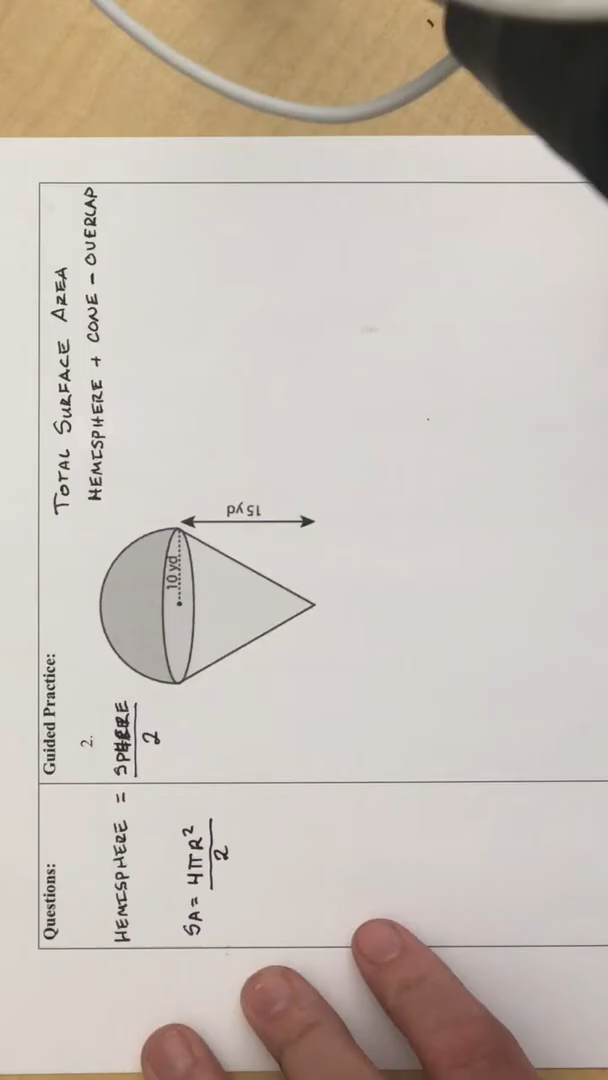 Questions:
HEMISPHERE = SPHERE
2
SA = 4πR²
2
Guided Practice:
2.
TOTAL SURFACE AREA
HEMISPHERE + CONE - OVERLAP
10 yd
15 yd